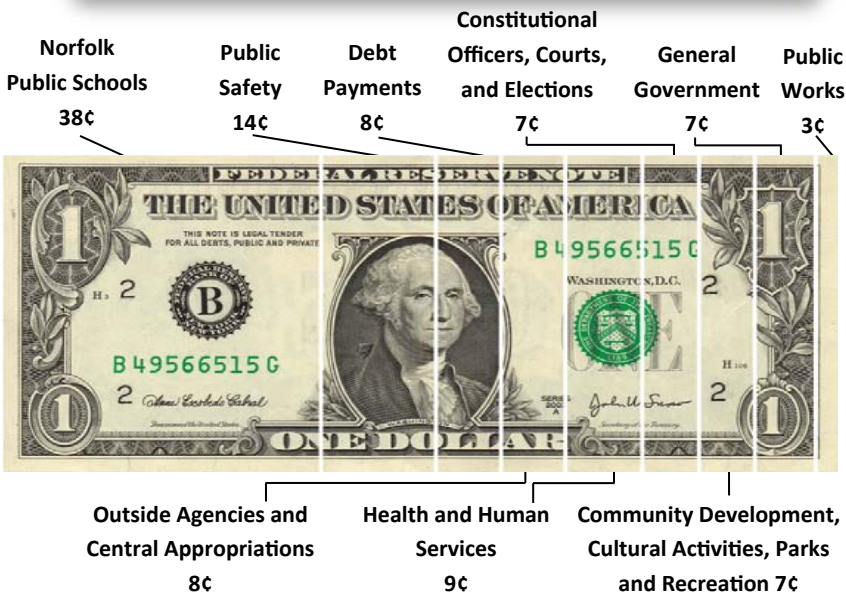 Norfolk
Public Schools
38¢
Public
Safety
14¢
Debt
Payments
8¢
Constitutional
Officers, Courts,
and Elections
7¢
General
Government
7¢
Public
Works
3¢
FEDERAL RESERVE NOTE
THE UNITED STATES OF AMERICA
THIS NOTE IS LEGAL TENDER
FOR ALL DEBTS, PUBLIC AND PRIVATE
B 49566515 G
WASHINGTON, D.C.
1
1
H 2
2
B
ONE
B 49566515 G
2
2
1
1
ONE DOLLAR
Outside Agencies and
Central Appropriations
8¢
Health and Human
Services
9¢
Community Development,
Cultural Activities, Parks
and Recreation 7¢